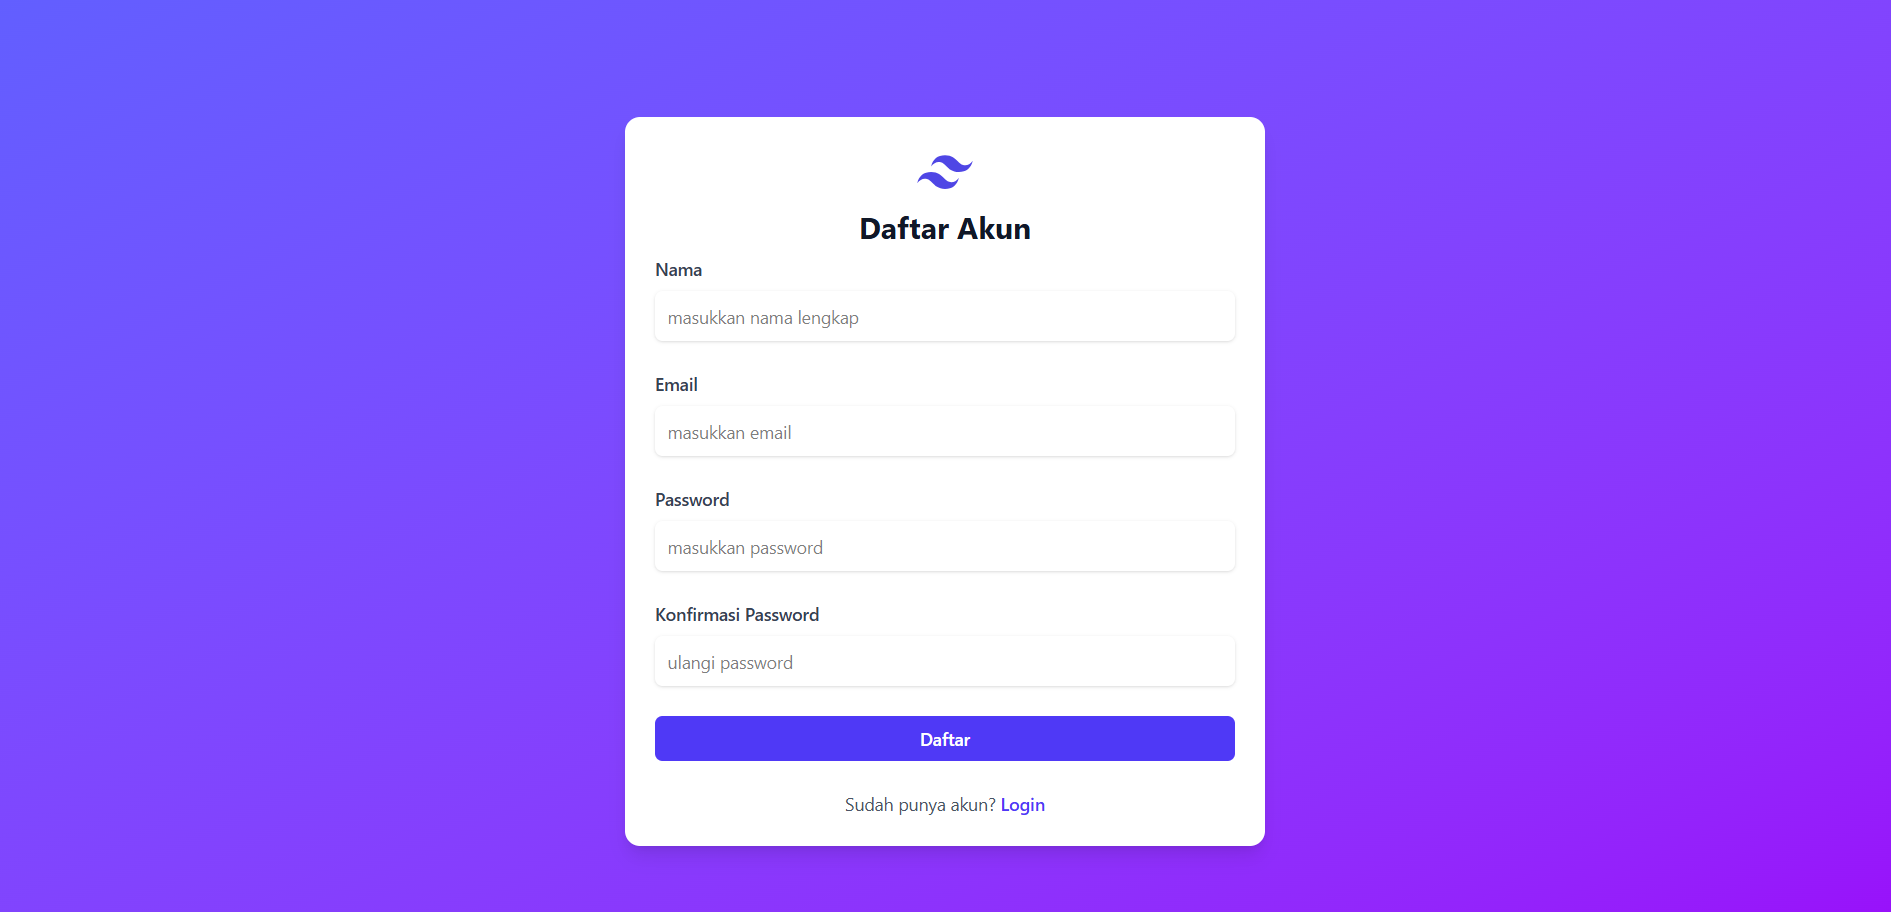 Daftar Akun
Nama
masukkan nama lengkap
Email
masukkan email
Password
masukkan password
Konfirmasi Password
ulangi password
Daftar
Sudah punya akun? Login